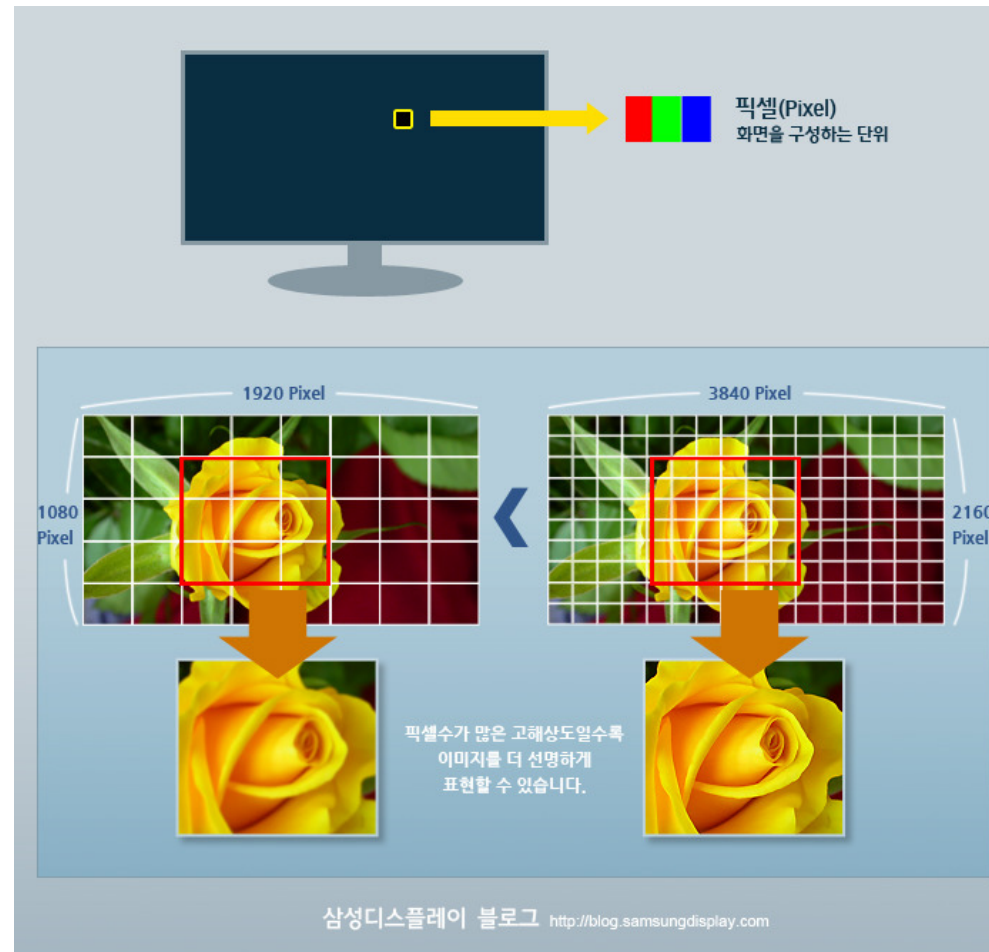 픽셀(Pixel)
화면을 구성하는 단위
1920 Pixel
3840 Pixel
1080
Pixel
2160
Pixel
픽셀수가 많은 고해상도일수록
이미지를 더 선명하게
표현할 수 있습니다.
삼성디스플레이 블로그 http://blog.samsungdisplay.com